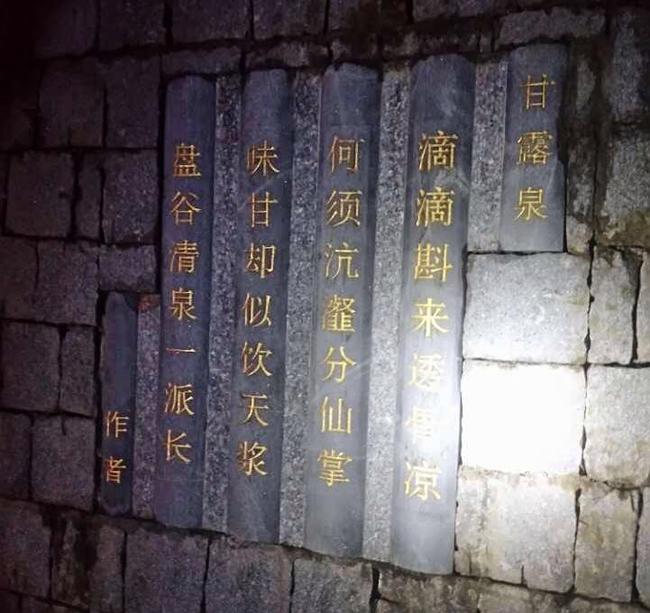 甘露泉
滴滴斟来透骨凉
何须沆瀣分仙掌
味甘却似饮天浆
盘谷清泉一派长
作者